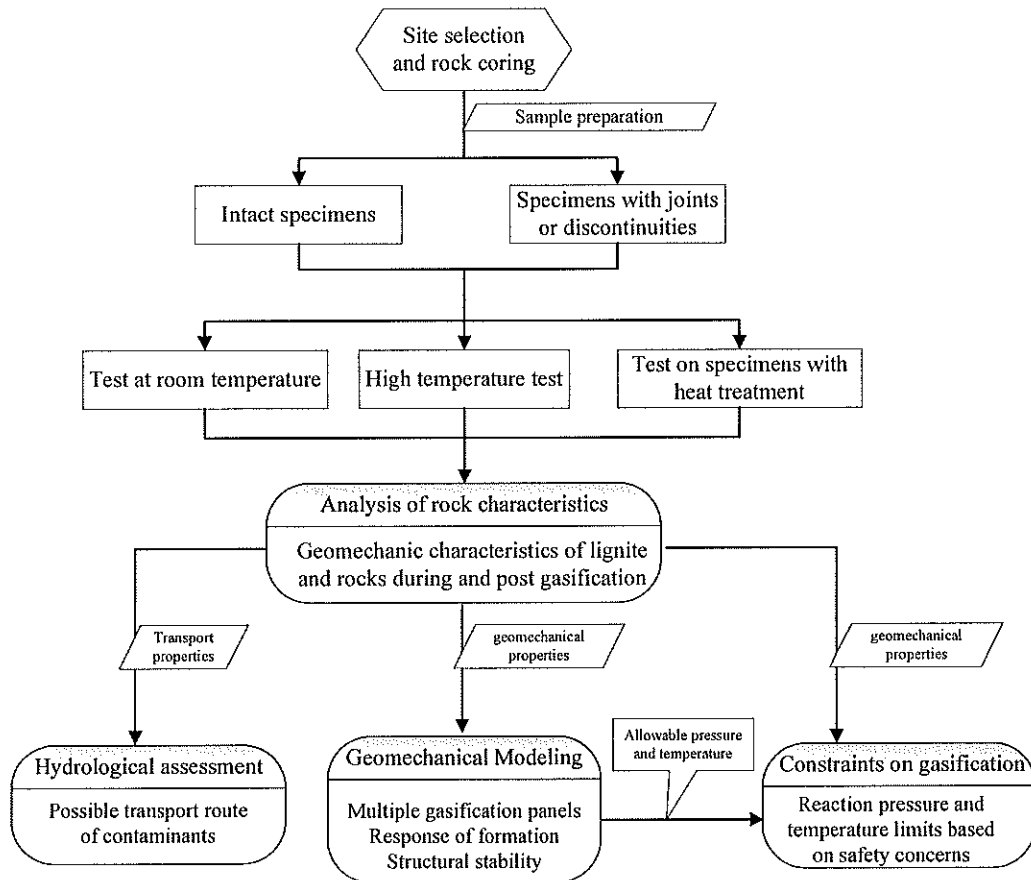 Site selection
and rock coring
Sample preparation
Intact specimens
Specimens with joints
or discontinuities
Test at room temperature
High temperature test
Test on specimens with
heat treatment
Analysis of rock characteristics
Geomechanic characteristics of lignite
and rocks during and post gasification
Transport
properties
geomechanical
properties
geomechanical
properties
Hydrological assessment
Possible transport route
of contaminants
Geomechanical Modeling
Multiple gasification panels
Response of formation
Structural stability
Allowable pressure
and temperature
Constraints on gasification
Reaction pressure and
temperature limits based
on safety concerns